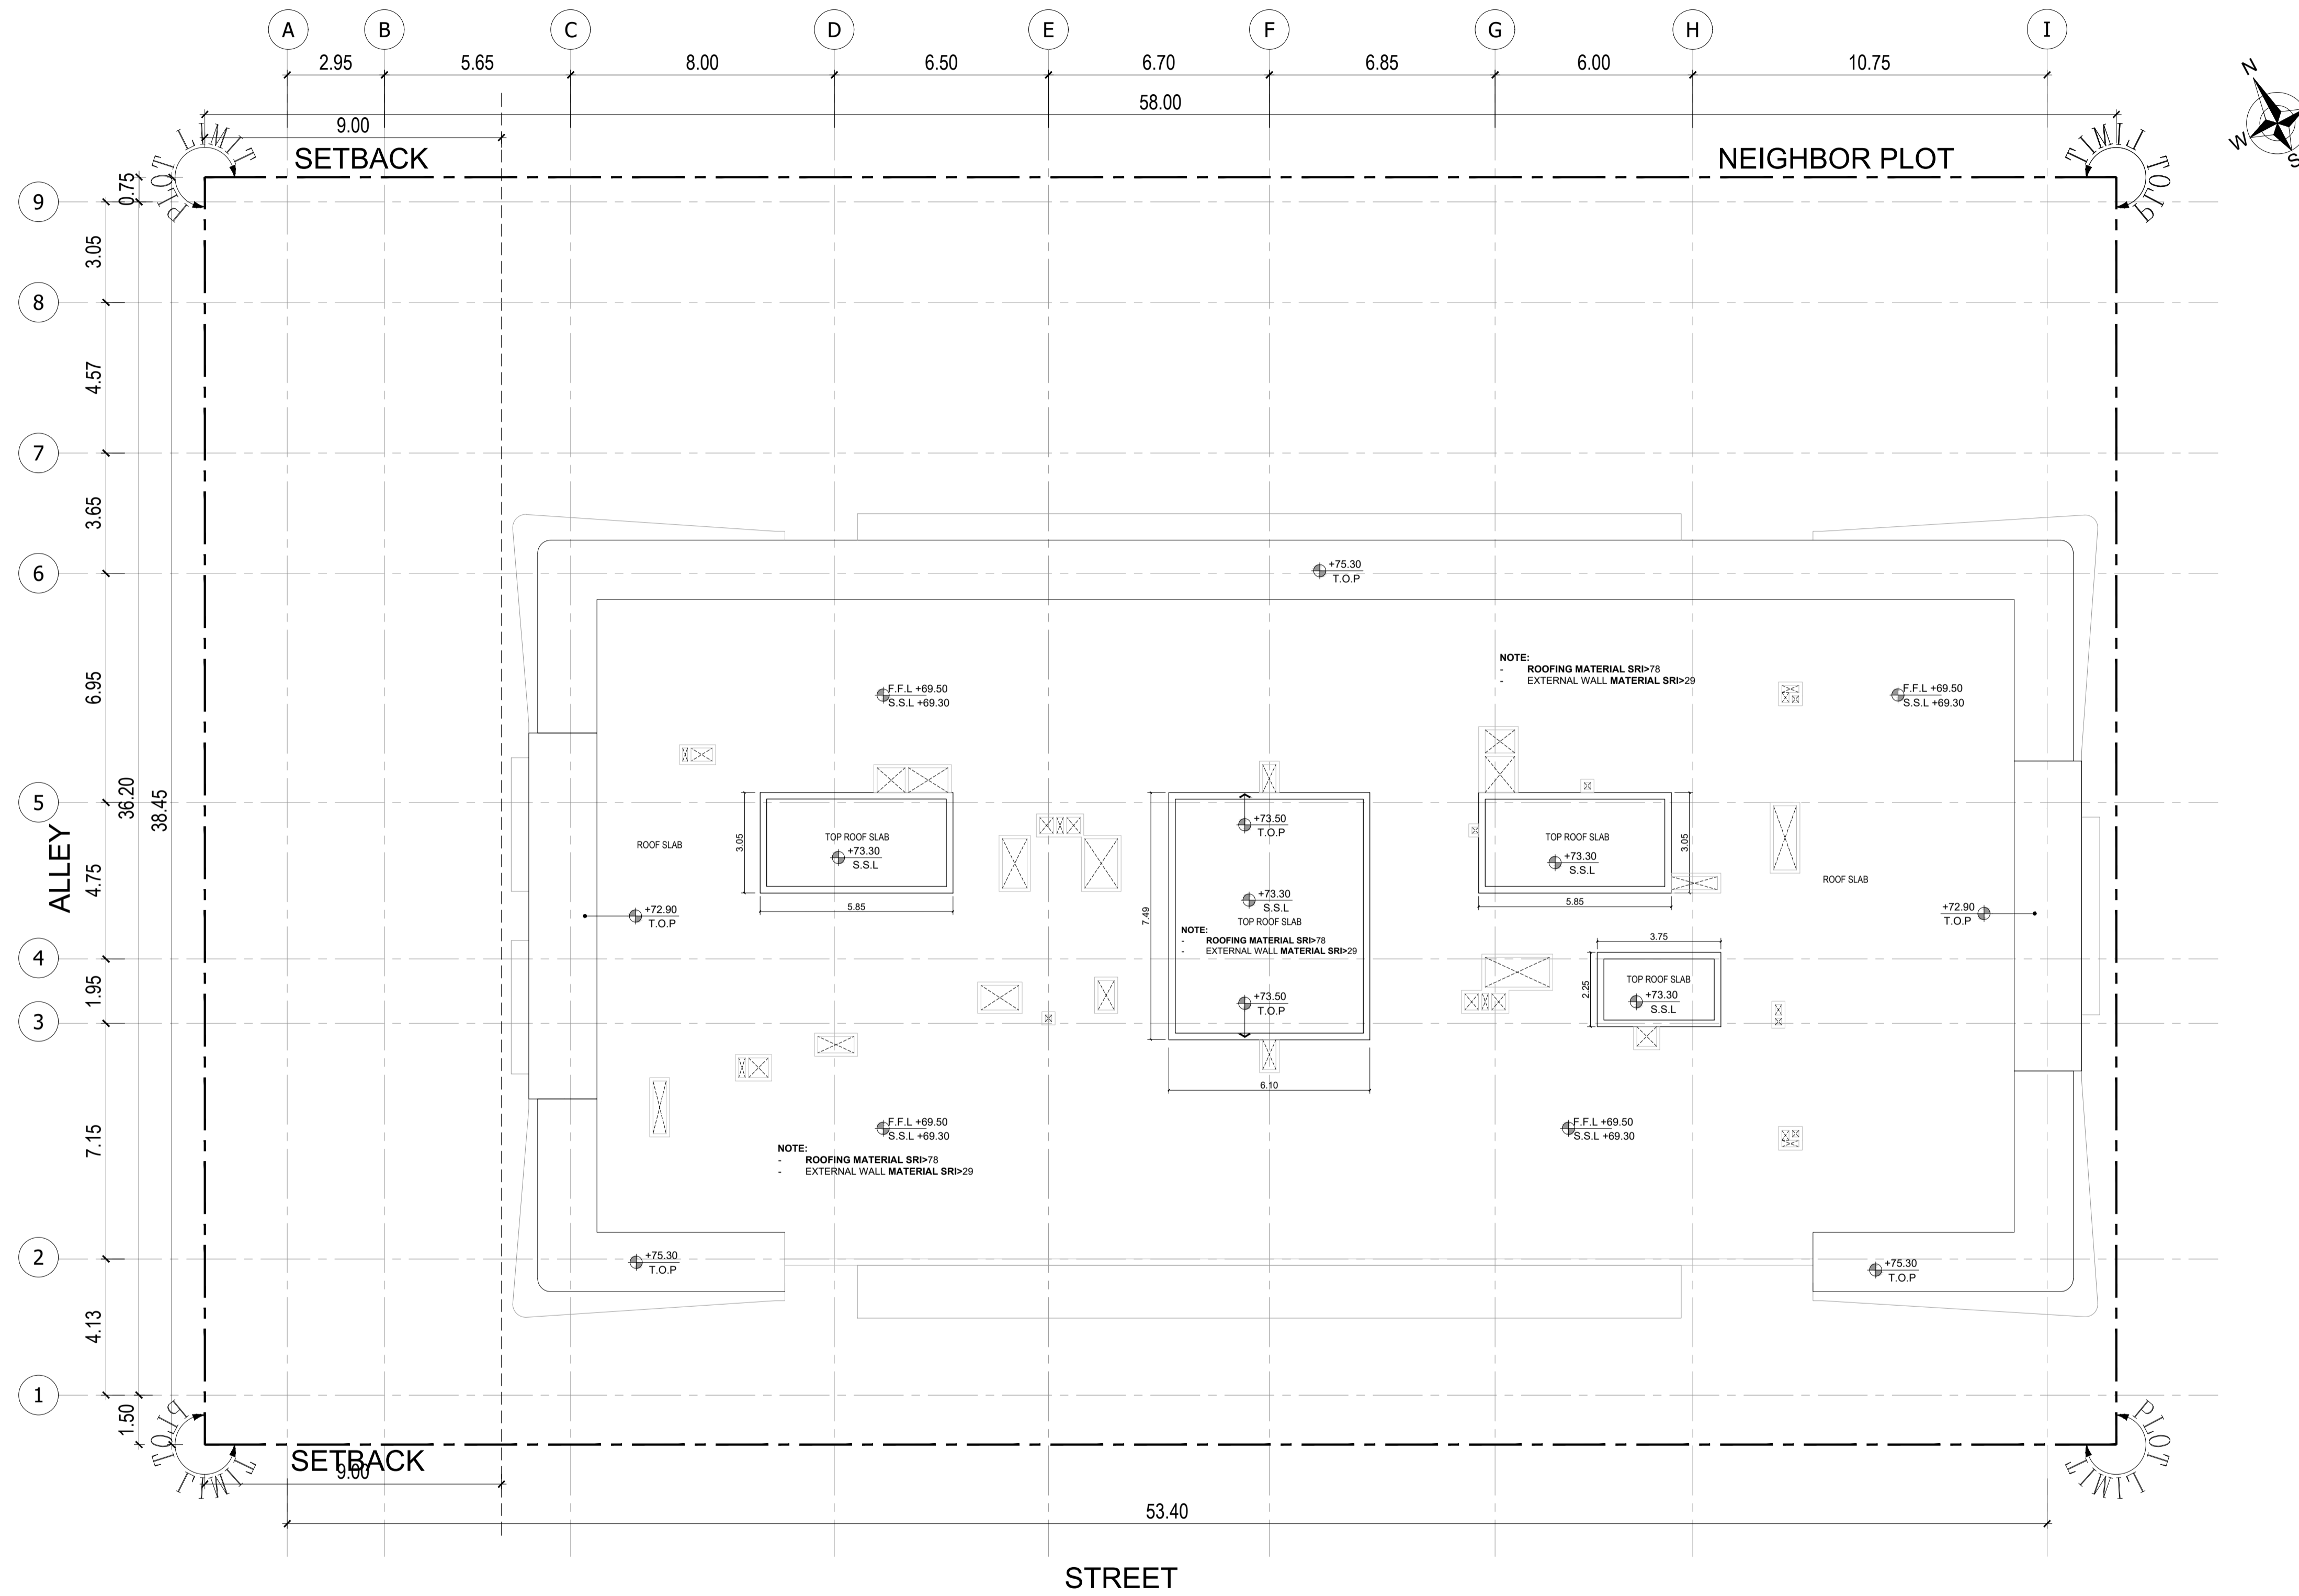 A B C D E F G H I
N
2.95 5.65 8.00 6.50 6.70 6.85 6.00 10.75
58.00
9.00
W
S
SETBACK
NEIGHBOR PLOT
PLOT LIMIT
PLOT LIMIT
0.75
9
3.05
8
4.57
7
3.65
6
+75.30
T.O.P
NOTE:
- ROOFING MATERIAL SRI>78
- EXTERNAL WALL MATERIAL SRI>29
6.95
F.F.L +69.50
S.S.L +69.30
F.F.L +69.50
S.S.L +69.30
36.20
38.45
5
ALLEY
ROOF SLAB
3.05
TOP ROOF SLAB
+73.30
S.S.L
5.85
+73.50
T.O.P
+73.30
S.S.L
TOP ROOF SLAB
7.49
NOTE:
- ROOFING MATERIAL SRI>78
- EXTERNAL WALL MATERIAL SRI>29
+73.50
T.O.P
6.10
TOP ROOF SLAB
+73.30
S.S.L
3.05
5.85
ROOF SLAB
4.75
+72.90
T.O.P
+72.90
T.O.P
4
3.75
2.25
TOP ROOF SLAB
+73.30
S.S.L
1.95
3
7.15
F.F.L +69.50
S.S.L +69.30
F.F.L +69.50
S.S.L +69.30
NOTE:
- ROOFING MATERIAL SRI>78
- EXTERNAL WALL MATERIAL SRI>29
2
+75.30
T.O.P
+75.30
T.O.P
4.13
1
1.50
PLOT LIMIT
PLOT LIMIT
SETBACK
9.00
53.40
STREET